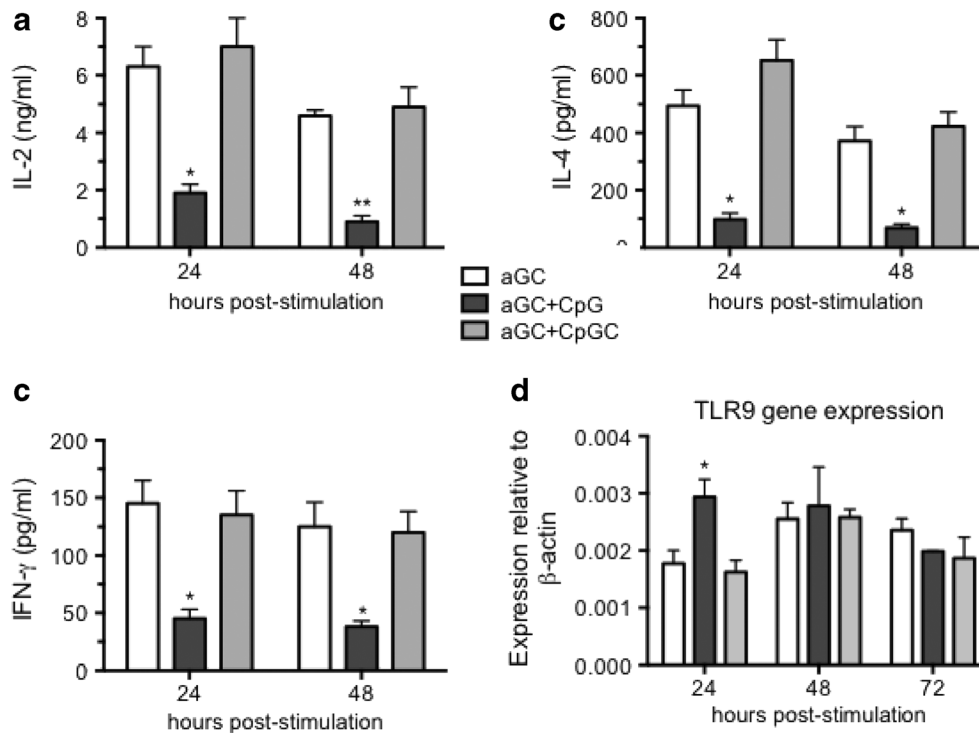 a
8
6
4
2
0
IL-2 (ng/ml)
*
**
24
48
hours post-stimulation
c
800
600
400
200
IL-4 (pg/ml)
*
*
24
48
hours post-stimulation
aGC
aGC+CpG
aGC+CpGC
c
200
150
100
50
0
IFN-γ (pg/ml)
*
*
24
48
hours post-stimulation
d
TLR9 gene expression
0.004
0.003
0.002
0.001
0.000
Expression relative to
β-actin
*
24
48
72
hours post-stimulation